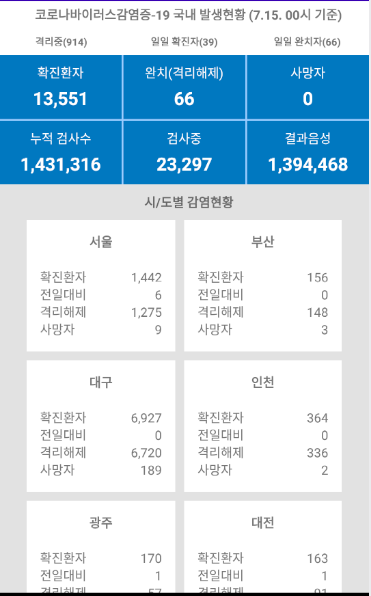 코로나바이러스감염증-19 국내 발생현황 (7.15. 00시 기준)
격리중(914) 일일 확진자(39) 일일 완치자(66)
확진환자 완치(격리해제) 사망자
13,551 66 0
누적 검사수 검사중 결과음성
1,431,316 23,297 1,394,468
시/도별 감염현황
서울 부산
확진환자 1,442 확진환자 156
전일대비 6 전일대비 0
격리해제 1,275 격리해제 148
사망자 9 사망자 3
대구 인천
확진환자 6,927 확진환자 364
전일대비 0 전일대비 0
격리해제 6,720 격리해제 336
사망자 189 사망자 2
광주 대전
확진환자 170 확진환자 163
전일대비 1 전일대비 1
격리해제 57 격리해제 91